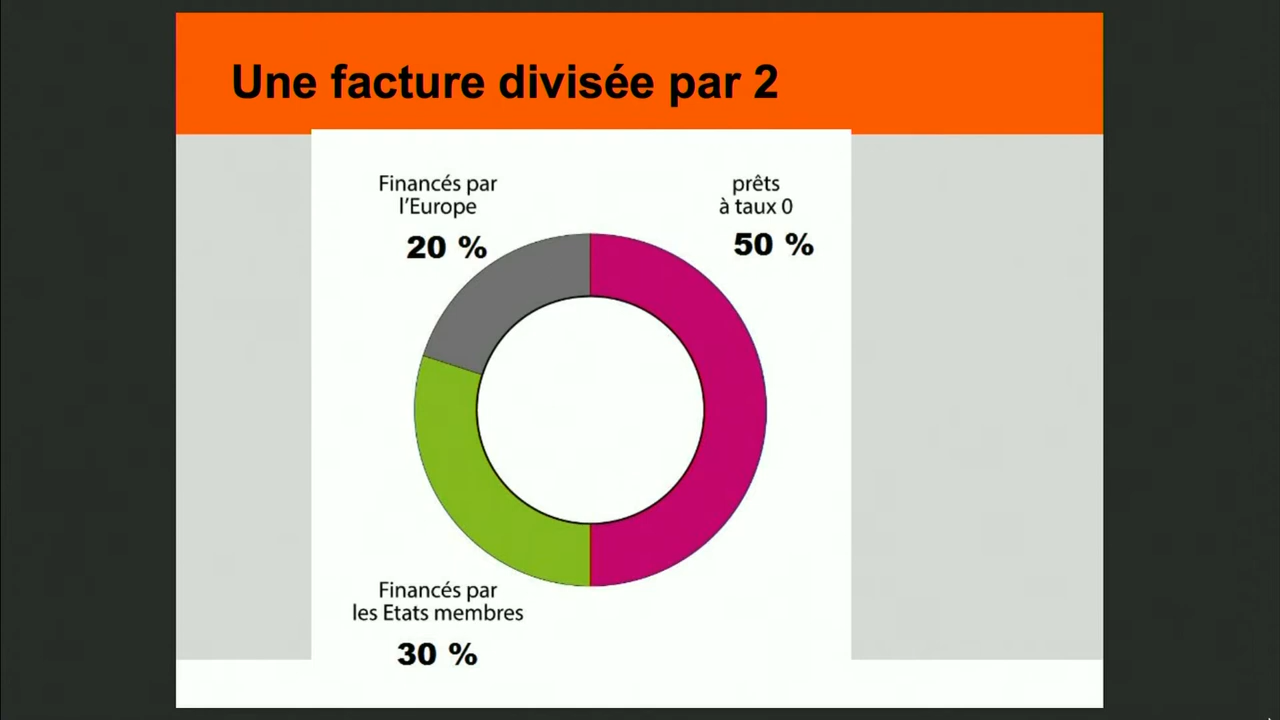 Une facture divisée par 2
Financés par
l'Europe
20 %
prêts
à taux 0
50 %
Financés par
les Etats membres
30 %